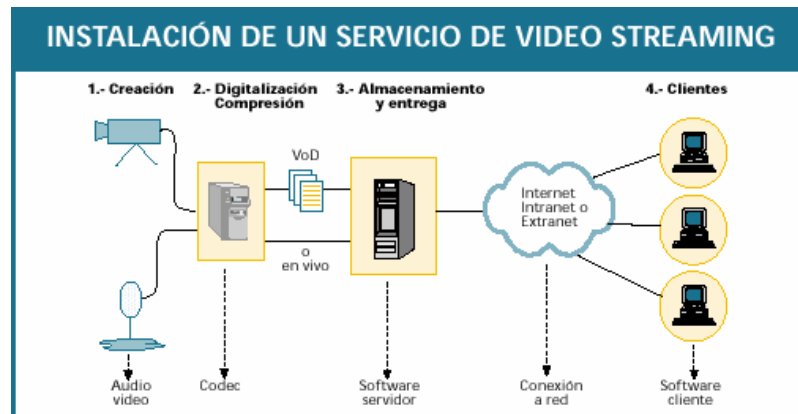 INSTALACIÓN DE UN SERVICIO DE VIDEO STREAMING
1.- Creación
2.- Digitalización
Compresión
3.- Almacenamiento
y entrega
4.- Clientes
VoD
o
en vivo
Internet
Intranet o
Extranet
Audio
video
Codec
Software
servidor
Conexión
a red
Software
cliente